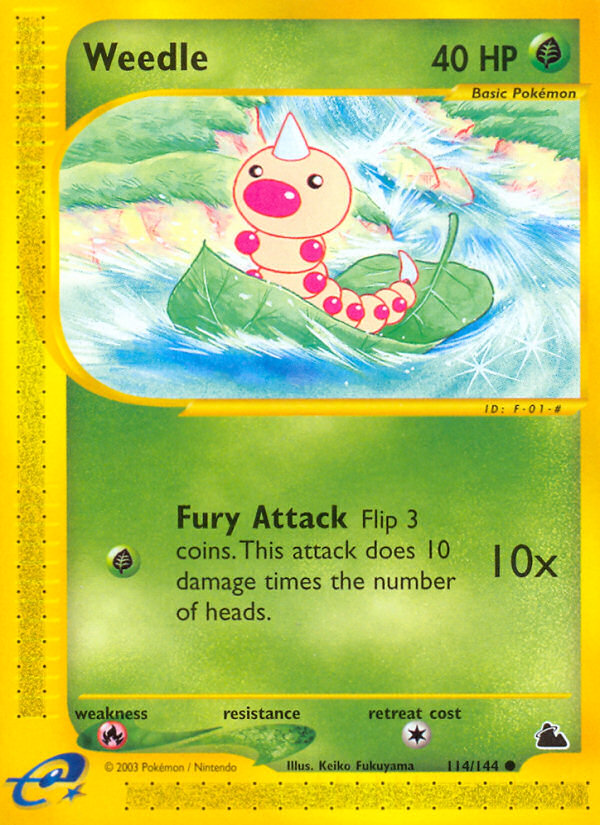 Weedle
40 HP
Basic Pokémon
ID: F-01-#
Fury Attack Flip 3
coins. This attack does 10
damage times the number
of heads.
10x
weakness
resistance
retreat cost
© 2003 Pokémon / Nintendo
Illus. Keiko Fukuyama
114/144
e